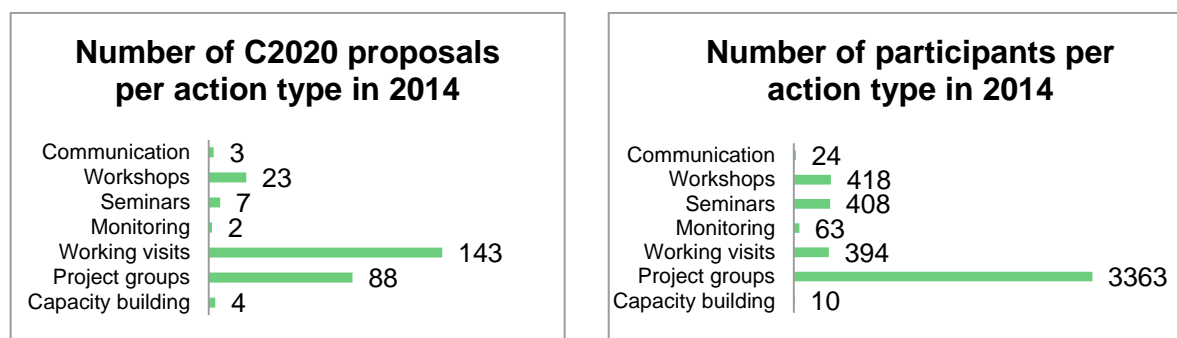 Number of C2020 proposals
per action type in 2014
Communication 3
Workshops 23
Seminars 7
Monitoring 2
Working visits 143
Project groups 88
Capacity building 4
Number of participants per
action type in 2014
Communication 24
Workshops 418
Seminars 408
Monitoring 63
Working visits 394
Project groups 3363
Capacity building 10